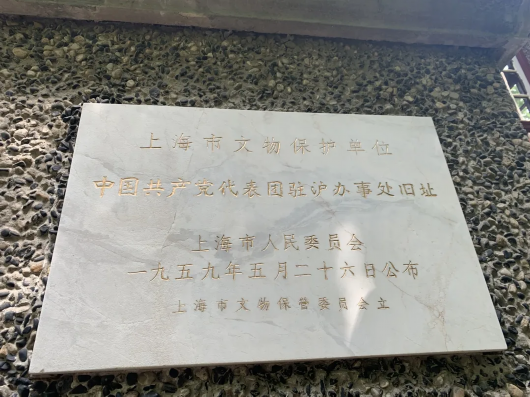 上海市文物保护单位
中国共产党代表团驻沪办事处旧址
上海市人民委员会
一九五九年五月二十六日公布
上海市文物保管委员会立